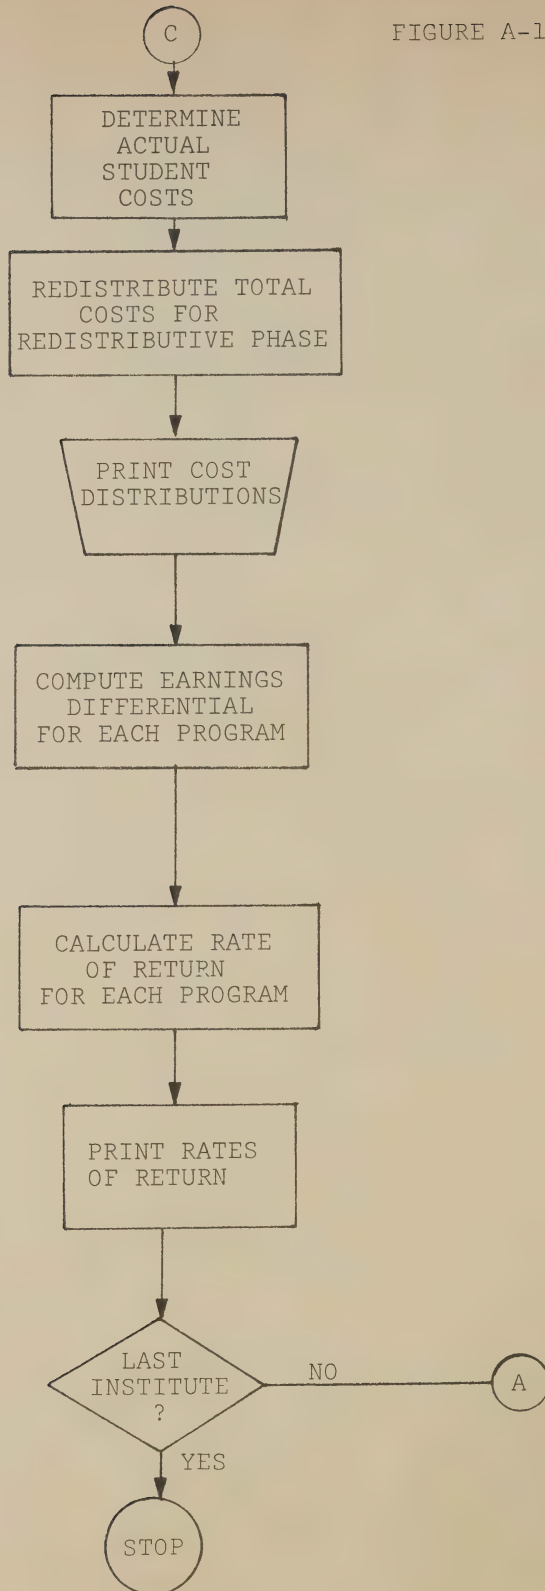 C
FIGURE A-1
DETERMINE
ACTUAL
STUDENT
COSTS
REDISTRIBUTE TOTAL
COSTS FOR
REDISTRIBUTIVE PHASE
PRINT COST
DISTRIBUTIONS
COMPUTE EARNINGS
DIFFERENTIAL
FOR EACH PROGRAM
CALCULATE RATE
OF RETURN
FOR EACH PROGRAM
PRINT RATES
OF RETURN
LAST
INSTITUTE
?
NO
A
YES
STOP